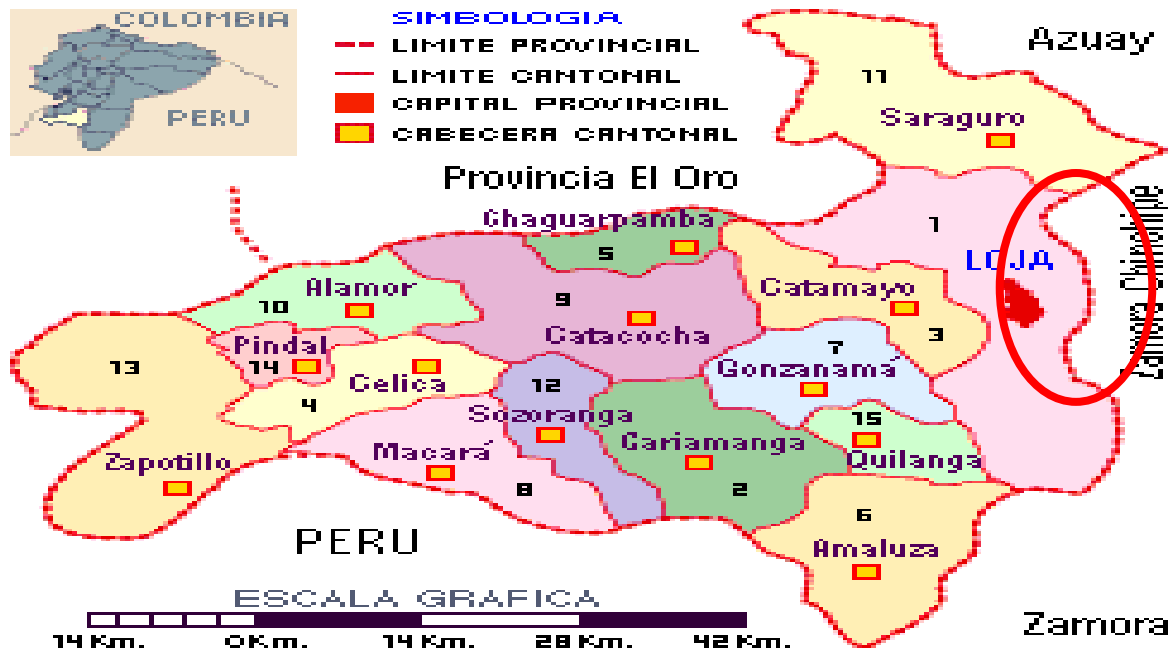 COLOMBIA
PERU
SIMBOLOGIA
LIMITE PROVINCIAL
LIMITE CANTONAL
CAPITAL PROVINCIAL
CABECERA CANTONAL
Azuay
11
Saraguro
Provincia El Oro
Zamora Chinchipe
Chaguarpamba
5
1
LOJA
10
Alamor
9
Catacocha
Catamayo
3
13
Pindal
14
Celica
4
7
Gonzanamá
12
Sozoranga
15
Quilanga
Cariamanga
2
Macará
8
Zapotillo
6
Amaluza
PERU
ESCALA GRAFICA
14 Km. 0 Km. 14 Km. 28 Km. 42 Km.
Zamora